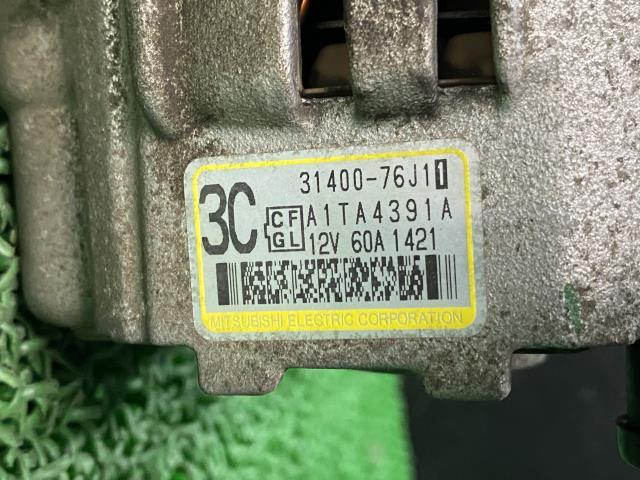 3C
31400-76J11
CF
GL
A1TA4391A
12V 60A 1421
MITSUBISHI ELECTRIC CORPORATION